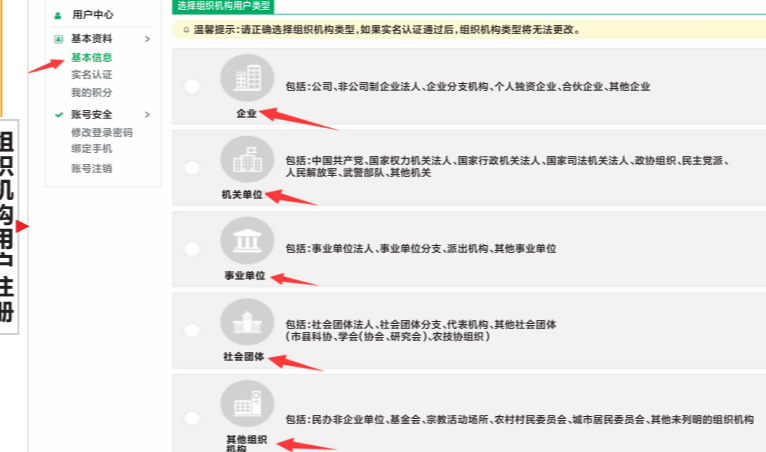 组织机构用户 注册
用户中心
基本资料 >
基本信息
实名认证
我的积分
账号安全 >
修改登录密码
绑定手机
账号注销
选择组织机构用户类型
温馨提示:请正确选择组织机构类型,如果实名认证通过后,组织机构类型将无法更改。
企业
包括:公司、非公司制企业法人、企业分支机构、个人独资企业、合伙企业、其他企业
机关单位
包括:中国共产党、国家权力机关法人、国家行政机关法人、国家司法机关法人、政协组织、民主党派、
人民解放军、武警部队、其他机关
事业单位
包括:事业单位法人、事业单位分支、派出机构、其他事业单位
社会团体
包括:社会团体法人、社会团体分支、代表机构、其他社会团体
(市县科协、学会(协会、研究会)、农技协组织)
其他组织
机构
包括:民办非企业单位、基金会、宗教活动场所、农村村民委员会、城市居民委员会、其他未列明的组织机构